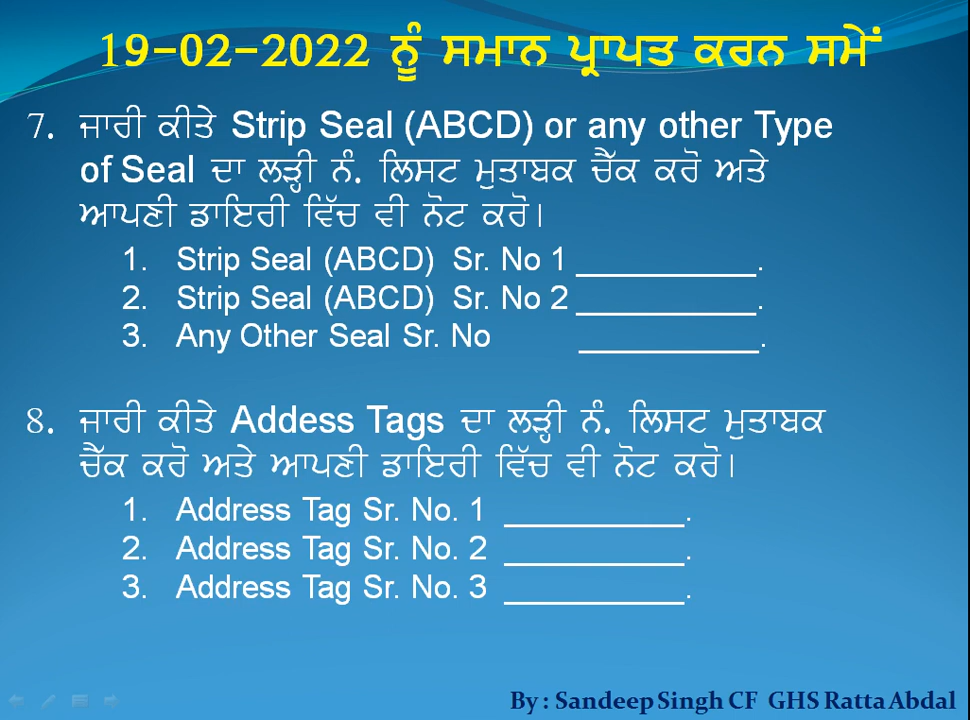 19-02-2022 ਨੂੰ ਸਮਾਨ ਪ੍ਰਾਪਤ ਕਰਨ ਸਮੇਂ
7. ਜਾਰੀ ਕੀਤੇ Strip Seal (ABCD) or any other Type
of Seal ਦਾ ਲੜ੍ਹੀ ਨੰ. ਲਿਸਟ ਮੁਤਾਬਕ ਚੈੱਕ ਕਰੋ ਅਤੇ
ਆਪਣੀ ਡਾਇਰੀ ਵਿੱਚ ਵੀ ਨੋਟ ਕਰੋ।
1. Strip Seal (ABCD) Sr. No 1 __________.
2. Strip Seal (ABCD) Sr. No 2 __________.
3. Any Other Seal Sr. No __________.
8. ਜਾਰੀ ਕੀਤੇ Addess Tags ਦਾ ਲੜ੍ਹੀ ਨੰ. ਲਿਸਟ ਮੁਤਾਬਕ
ਚੈੱਕ ਕਰੋ ਅਤੇ ਆਪਣੀ ਡਾਇਰੀ ਵਿੱਚ ਵੀ ਨੋਟ ਕਰੋ।
1. Address Tag Sr. No. 1 __________.
2. Address Tag Sr. No. 2 __________.
3. Address Tag Sr. No. 3 __________.
By : Sandeep Singh CF GHS Ratta Abdal